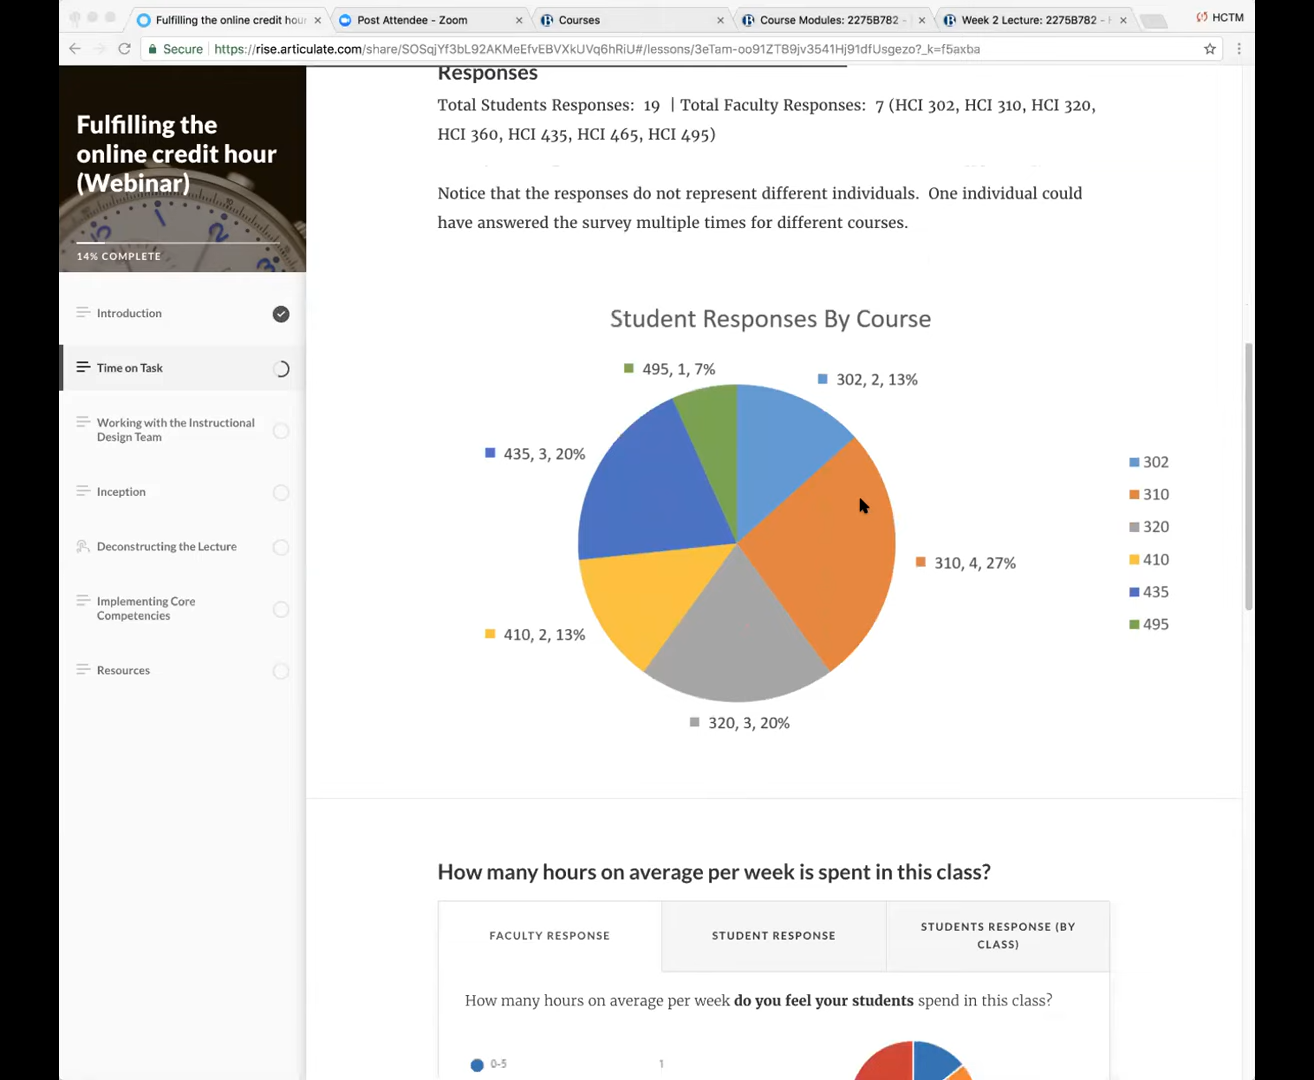 Fulfilling the online credit hour
Post Attendee - Zoom
Courses
Course Modules: 2275B782 -
Week 2 Lecture: 2275B782 -
HCTM
Secure
https://rise.articulate.com/share/SOSqjYf3bL92AKMeEfvEBVXkUVq6hRiU#/lessons/3eTam-oo91ZTB9jv3541Hj91dfUsgezo?_k=f5axba
Fulfilling the
online credit hour
(Webinar)
14% COMPLETE
Introduction
Time on Task
Working with the Instructional
Design Team
Inception
Deconstructing the Lecture
Implementing Core
Competencies
Resources
Responses
Total Students Responses: 19 | Total Faculty Responses: 7 (HCI 302, HCI 310, HCI 320,
HCI 360, HCI 435, HCI 465, HCI 495)
Notice that the responses do not represent different individuals. One individual could
have answered the survey multiple times for different courses.
Student Responses By Course
495, 1, 7%
302, 2, 13%
435, 3, 20%
310, 4, 27%
410, 2, 13%
320, 3, 20%
302
310
320
410
435
495
How many hours on average per week is spent in this class?
FACULTY RESPONSE
STUDENT RESPONSE
STUDENTS RESPONSE (BY
CLASS)
How many hours on average per week do you feel your students spend in this class?
0-5
1